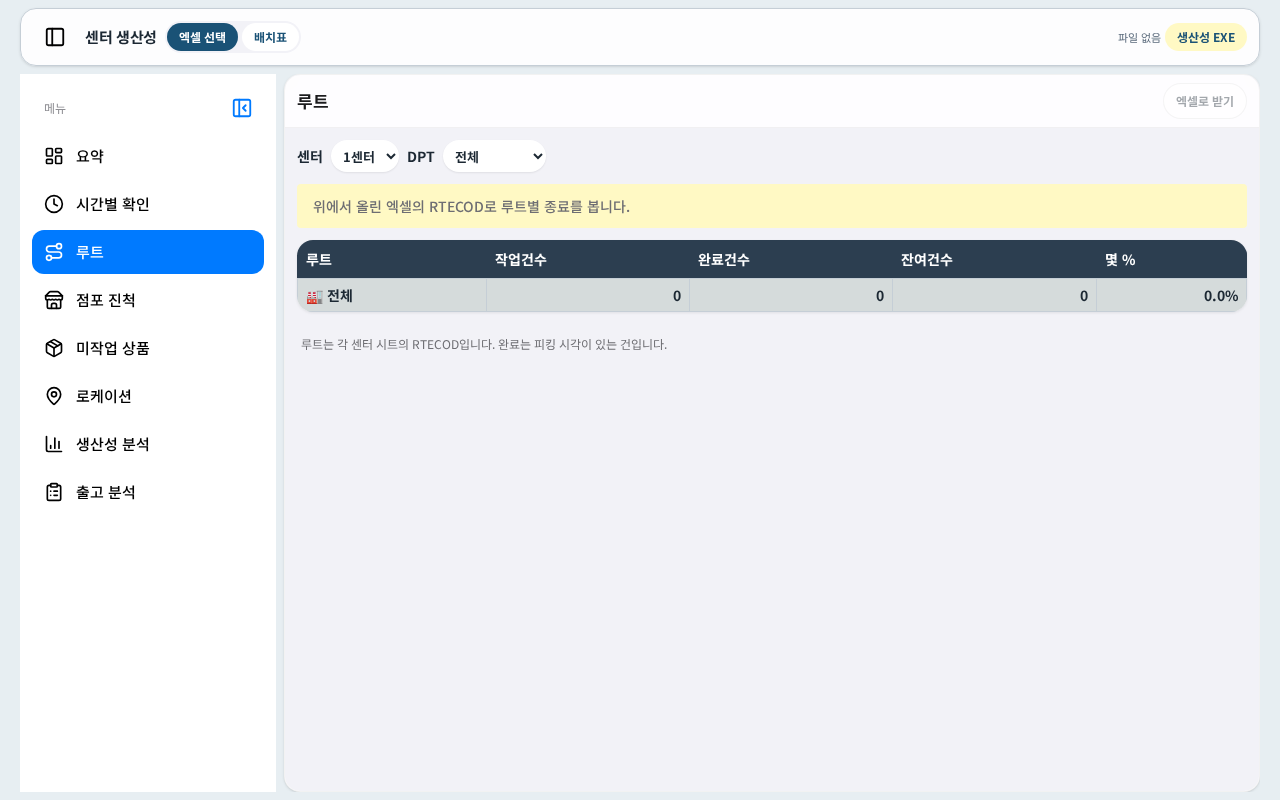 센터 생산성 엑셀 선택 배치표 파일 없음 생산성 EXE
메뉴
요약
시간별 확인
루트
점포 진척
미작업 상품
로케이션
생산성 분석
출고 분석
루트 엑셀로 받기
센터 1센터 DPT 전체
위에서 올린 엑셀의 RTECOD로 루트별 종료를 봅니다.
루트 작업건수 완료건수 잔여건수 몇 %
🏭 전체 0 0 0 0.0%
루트는 각 센터 시트의 RTECOD입니다. 완료는 피킹 시각이 있는 건입니다.